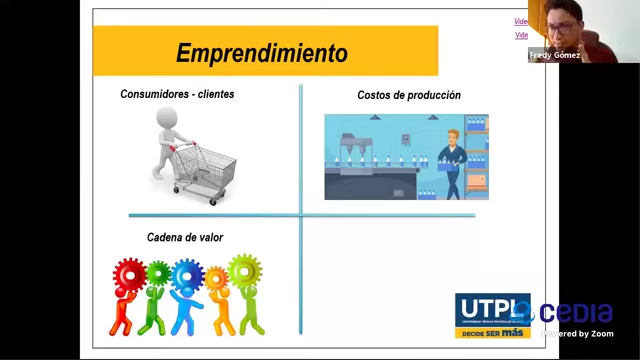 Emprendimiento
Video
Vide
Fredy Gómez
Consumidores - clientes
Costos de producción
Cadena de valor
UTPL
DECIDE SER más
CEDIA
Powered by Zoom